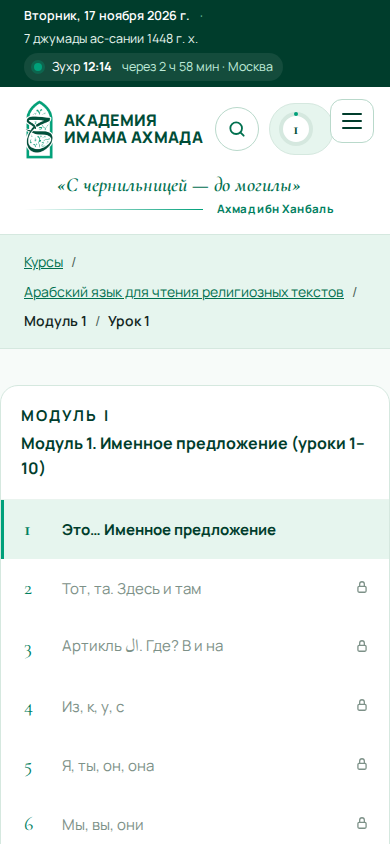 Вторник, 17 ноября 2026 г. ·
7 джумады ас-сании 1448 г. х.
Зухр 12:14 через 2 ч 58 мин · Москва
АКАДЕМИЯ
ИМАМА АХМАДА
1
«С чернильницей — до могилы»
Ахмад ибн Ханбаль
Курсы /
Арабский язык для чтения религиозных текстов /
Модуль 1 / Урок 1
МОДУЛЬ 1
Модуль 1. Именное предложение (уроки 1–
10)
1 Это… Именное предложение
2 Тот, та. Здесь и там
3 Артикль ال. Где? В и на
4 Из, к, у, с
5 Я, ты, он, она
6 Мы, вы, они